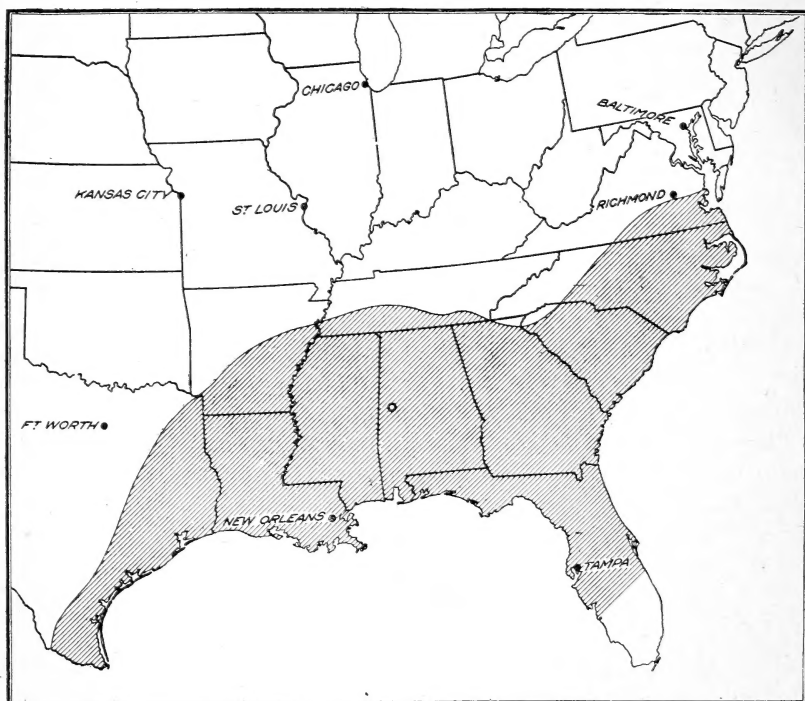 CHICAGO
BALTIMORE
KANSAS CITY
ST. LOUIS
RICHMOND
FT. WORTH
NEW ORLEANS
TAMPA